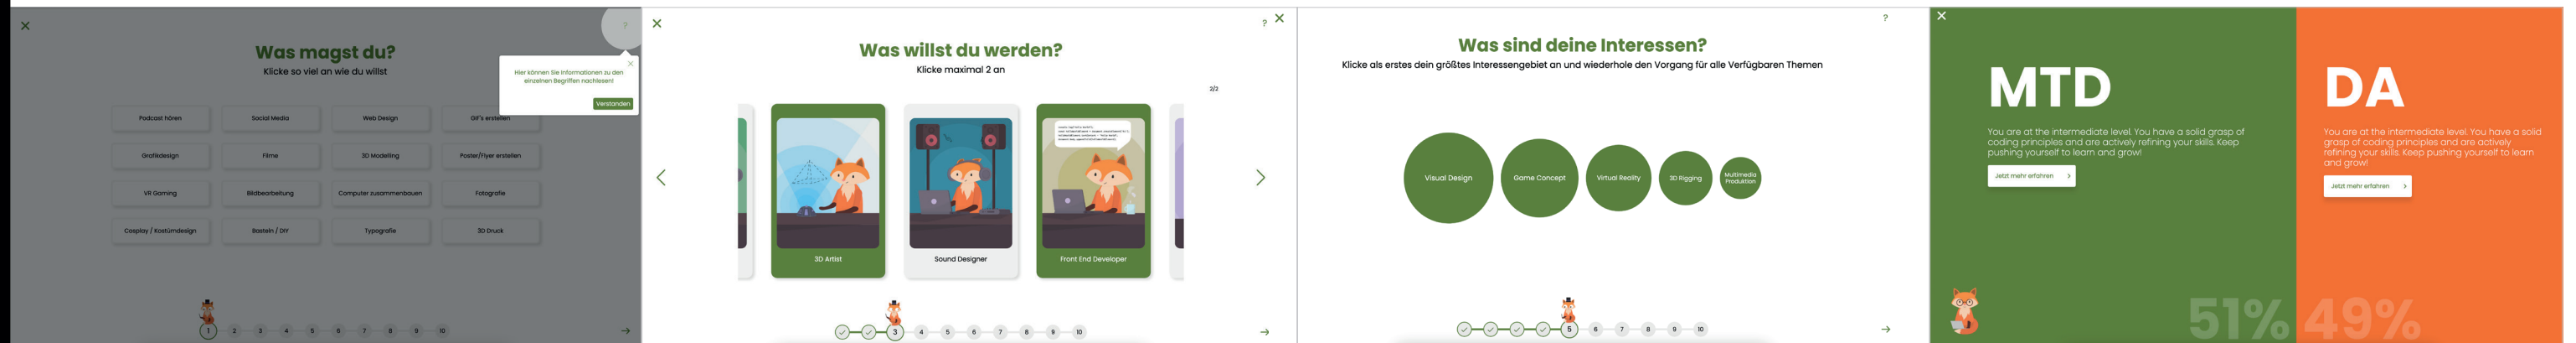 ?
Was magst du?
Klicke so viel an wie du willst
Hier können Sie Informationen zu den
einzelnen Begriffen nachlesen!
Verstanden
Podcast hören
Social Media
Web Design
GIF's erstellen
Grafikdesign
Filme
3D Modelling
Poster/Flyer erstellen
VR Gaming
Bildbearbeitung
Computer zusammenbauen
Fotografie
Cosplay / Kostümdesign
Basteln / DIY
Typografie
3D Druck
1 2 3 4 5 6 7 8 9 10
?
Was willst du werden?
Klicke maximal 2 an
2/2
3D Artist
Sound Designer
Front End Developer
3 4 5 6 7 8 9 10
?
Was sind deine Interessen?
Klicke als erstes dein größtes Interessengebiet an und wiederhole den Vorgang für alle Verfügbaren Themen
Visual Design
Game Concept
Virtual Reality
3D Rigging
Multimedia
Produktion
5 6 7 8 9 10
MTD
You are at the intermediate level. You have a solid grasp of
coding principles and are actively refining your skills. Keep
pushing yourself to learn and grow!
Jetzt mehr erfahren
51%
DA
You are at the intermediate level. You have a solid
grasp of coding principles and are actively
refining your skills. Keep pushing yourself to learn
and grow!
Jetzt mehr erfahren
49%